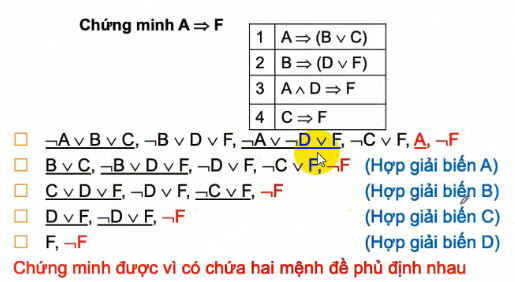 Chứng minh A ⇒ F
1 A ⇒ (B ∨ C)
2 B ⇒ (D ∨ F)
3 A ∧ D ⇒ F
4 C ⇒ F
¬A ∨ B ∨ C, ¬B ∨ D ∨ F, ¬A ∨ ¬D ∨ F, ¬C ∨ F, A, ¬F
B ∨ C, ¬B ∨ D ∨ F, ¬D ∨ F, ¬C ∨ F, ¬F (Hợp giải biến A)
C ∨ D ∨ F, ¬D ∨ F, ¬C ∨ F, ¬F (Hợp giải biến B)
D ∨ F, ¬D ∨ F, ¬F (Hợp giải biến C)
F, ¬F (Hợp giải biến D)
Chứng minh được vì có chứa hai mệnh đề phủ định nhau